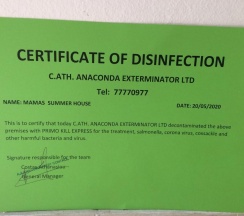 CERTIFICATE OF DISINFECTION
C.ATH. ANACONDA EXTERMINATOR LTD
Tel: 77770977
NAME: MAMAS SUMMER HOUSE DATE: 20/05/2020
This is to certify that today C.ATH. ANACONDA EXTERMINATOR LTD decontaminated the above
premises with PRIMO KILL EXPRESS for the treatment, salmonella, corona virus, coxsackie and
other harmful bacteria and virus.
Signature responsible for the team
General Manager